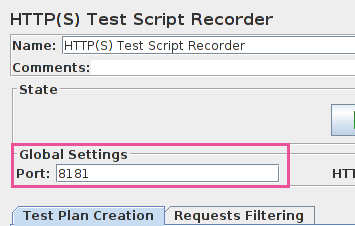 HTTP(S) Test Script Recorder
Name: HTTP(S) Test Script Recorder
Comments:
State
Global Settings
Port: 8181
HTT
Test Plan Creation Requests Filtering